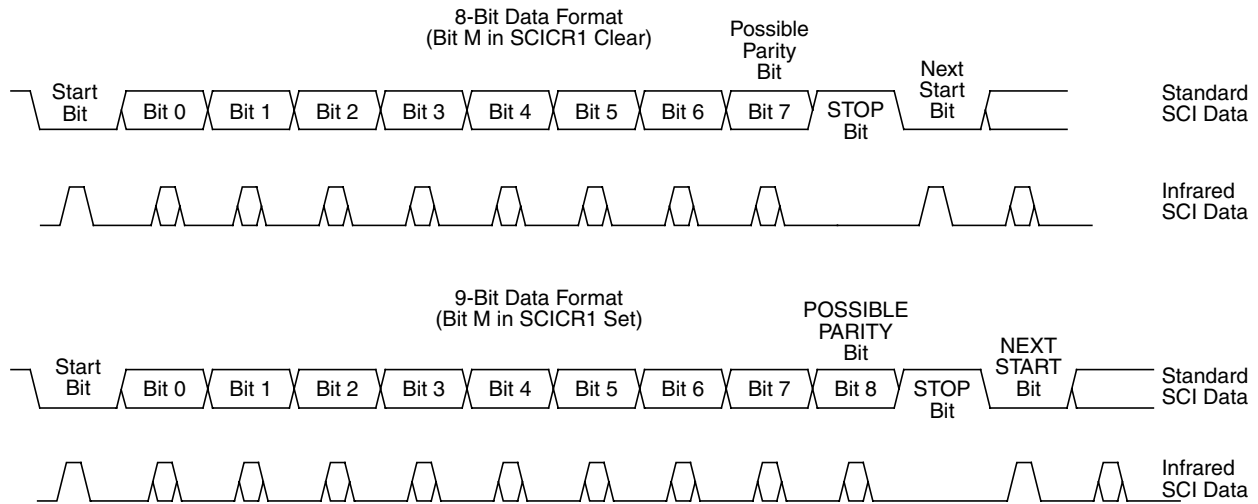 8-Bit Data Format
(Bit M in SCICR1 Clear)
Possible
Parity
Bit
Start
Bit
Bit 0
Bit 1
Bit 2
Bit 3
Bit 4
Bit 5
Bit 6
Bit 7
STOP
Bit
Next
Start
Bit
Standard
SCI Data
Infrared
SCI Data
9-Bit Data Format
(Bit M in SCICR1 Set)
POSSIBLE
PARITY
Bit
Start
Bit
Bit 0
Bit 1
Bit 2
Bit 3
Bit 4
Bit 5
Bit 6
Bit 7
Bit 8
STOP
Bit
NEXT
START
Bit
Standard
SCI Data
Infrared
SCI Data